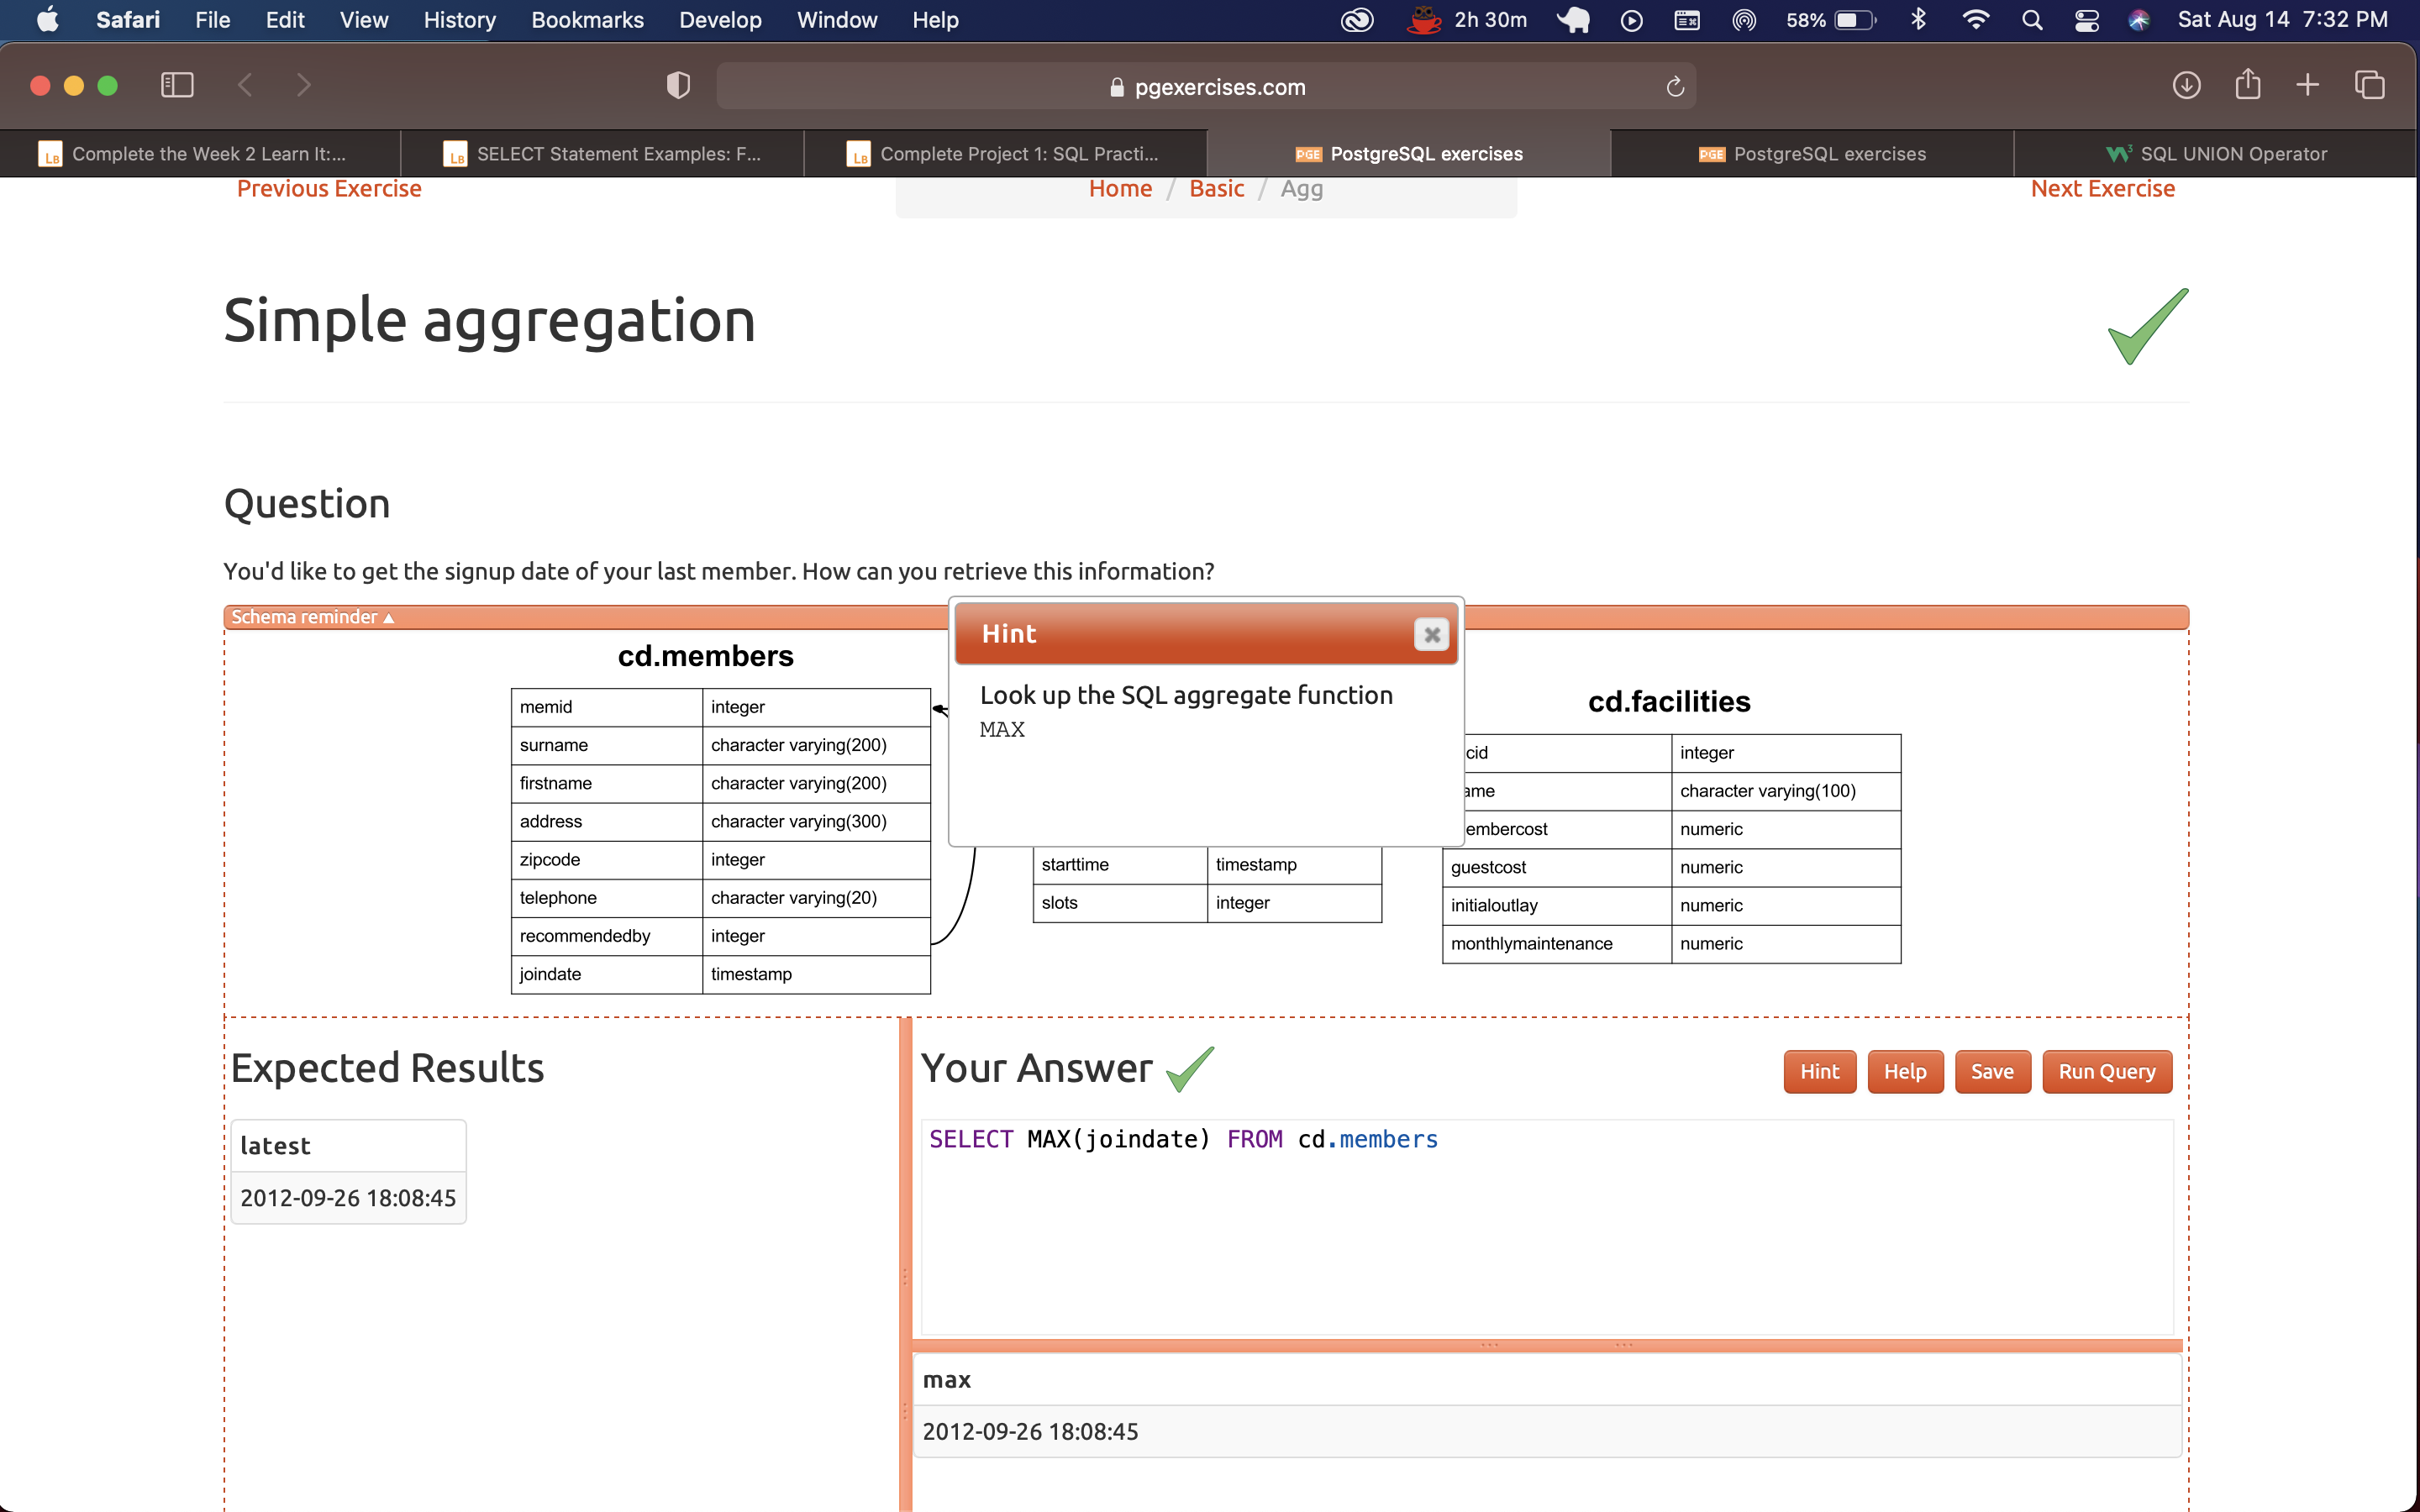 Safari File Edit View History Bookmarks Develop Window Help 2h 30m 58% Sat Aug 14 7:32 PM
pgexercises.com
LB Complete the Week 2 Learn It:... LB SELECT Statement Examples: F... LB Complete Project 1: SQL Practi... PGE PostgreSQL exercises PGE PostgreSQL exercises W3 SQL UNION Operator
Previous Exercise Home / Basic / Agg Next Exercise
Simple aggregation
Question
You'd like to get the signup date of your last member. How can you retrieve this information?
Schema reminder ▲
cd.members
memid integer
surname character varying(200)
firstname character varying(200)
address character varying(300)
zipcode integer
telephone character varying(20)
recommendedby integer
joindate timestamp
Hint
Look up the SQL aggregate function
MAX
starttime timestamp
slots integer
cd.facilities
cid integer
ame character varying(100)
embercost numeric
guestcost numeric
initialoutlay numeric
monthlymaintenance numeric
Expected Results
latest
2012-09-26 18:08:45
Your Answer
Hint Help Save Run Query
SELECT MAX(joindate) FROM cd.members
max
2012-09-26 18:08:45